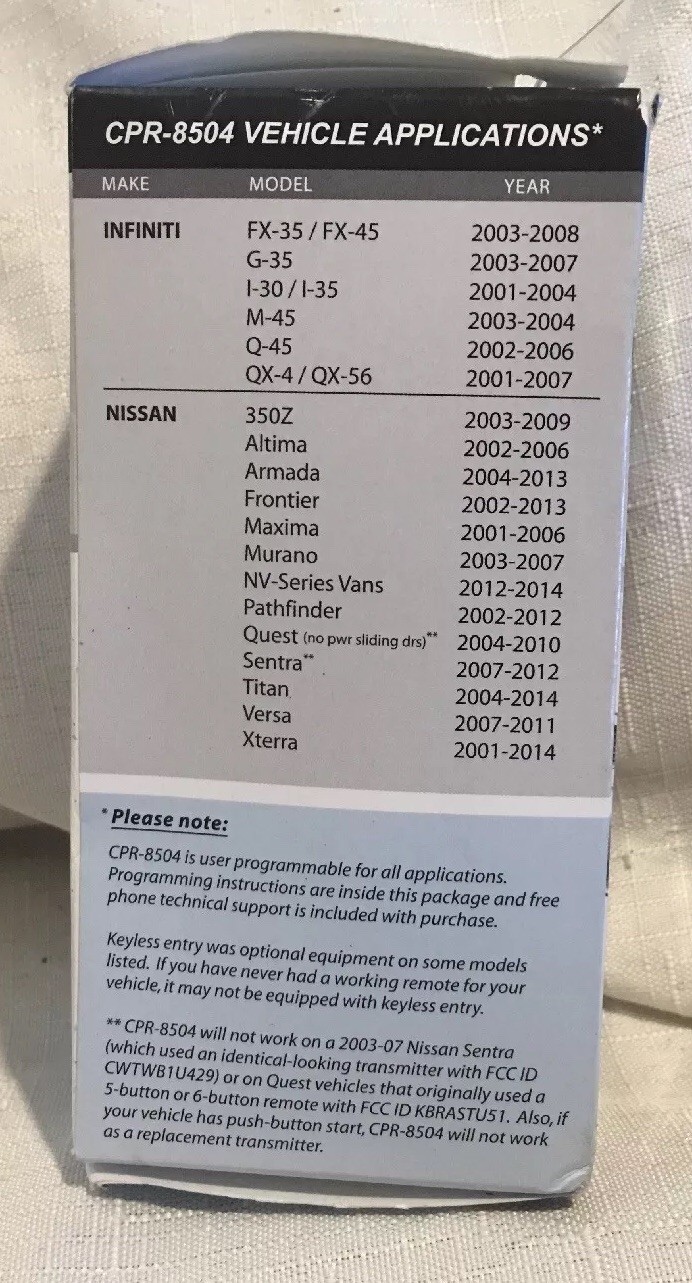 CPR-8504 VEHICLE APPLICATIONS*
MAKE MODEL YEAR
INFINITI FX-35 / FX-45 2003-2008
G-35 2003-2007
I-30 / I-35 2001-2004
M-45 2003-2004
Q-45 2002-2006
QX-4 / QX-56 2001-2007
NISSAN 350Z 2003-2009
Altima 2002-2006
Armada 2004-2013
Frontier 2002-2013
Maxima 2001-2006
Murano 2003-2007
NV-Series Vans 2012-2014
Pathfinder 2002-2012
Quest (no pwr sliding drs)** 2004-2010
Sentra** 2007-2012
Titan 2004-2014
Versa 2007-2011
Xterra 2001-2014
* Please note:
CPR-8504 is user programmable for all applications.
Programming instructions are inside this package and free
phone technical support is included with purchase.
Keyless entry was optional equipment on some models
listed. If you have never had a working remote for your
vehicle, it may not be equipped with keyless entry.
** CPR-8504 will not work on a 2003-07 Nissan Sentra
(which used an identical-looking transmitter with FCC ID
CWTWB1U429) or on Quest vehicles that originally used a
5-button or 6-button remote with FCC ID KBRASTU51. Also, if
your vehicle has push-button start, CPR-8504 will not work
as a replacement transmitter.